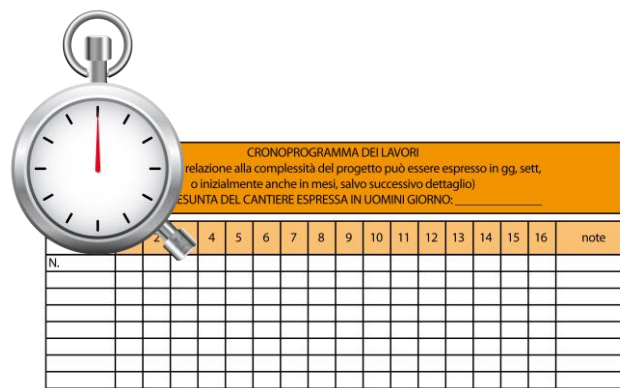 CRONOPROGRAMMA DEI LAVORI
relazione alla complessità del progetto può essere espresso in gg, sett,
o inizialmente anche in mesi, salvo successivo dettaglio)
ESUNTA DEL CANTIERE ESPRESSA IN UOMINI GIORNO: _______________
2 4 5 6 7 8 9 10 11 12 13 14 15 16 note
N.